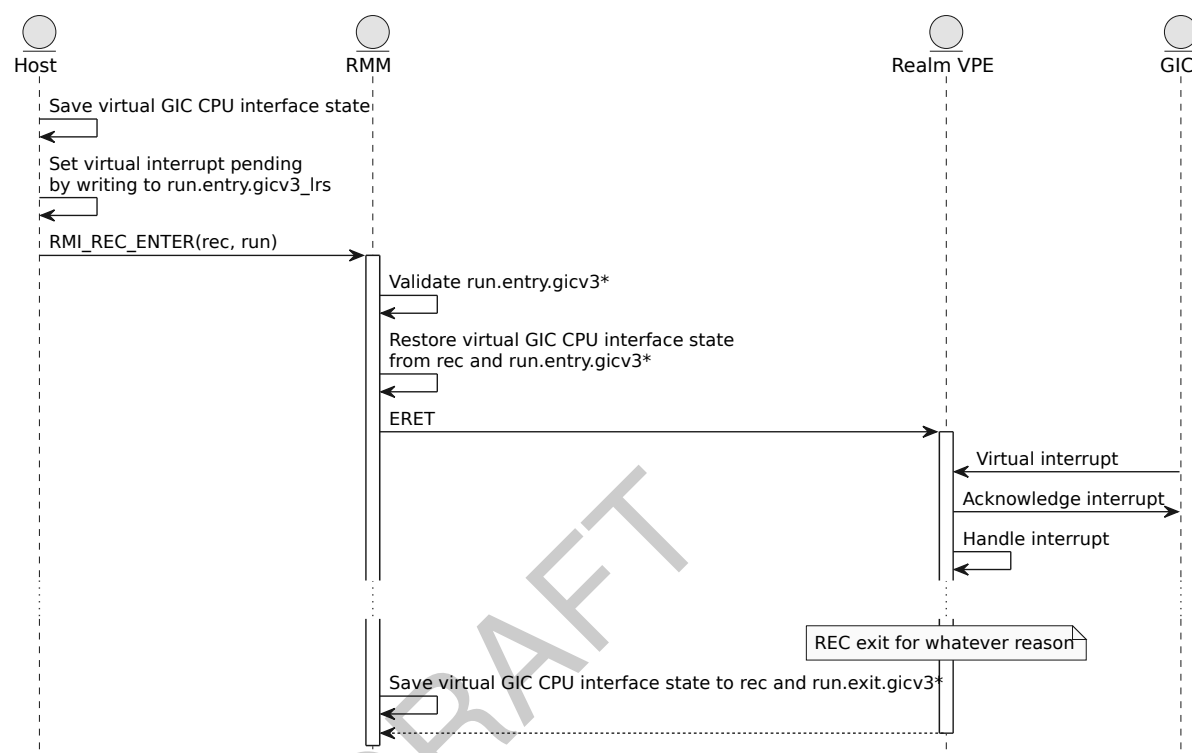 Host
RMM
Realm VPE
GIC
Save virtual GIC CPU interface state
Set virtual interrupt pending
by writing to run.entry.gicv3_lrs
RMI_REC_ENTER(rec, run)
Validate run.entry.gicv3*
Restore virtual GIC CPU interface state
from rec and run.entry.gicv3*
ERET
Virtual interrupt
Acknowledge interrupt
Handle interrupt
REC exit for whatever reason
Save virtual GIC CPU interface state to rec and run.exit.gicv3*
DRAFT